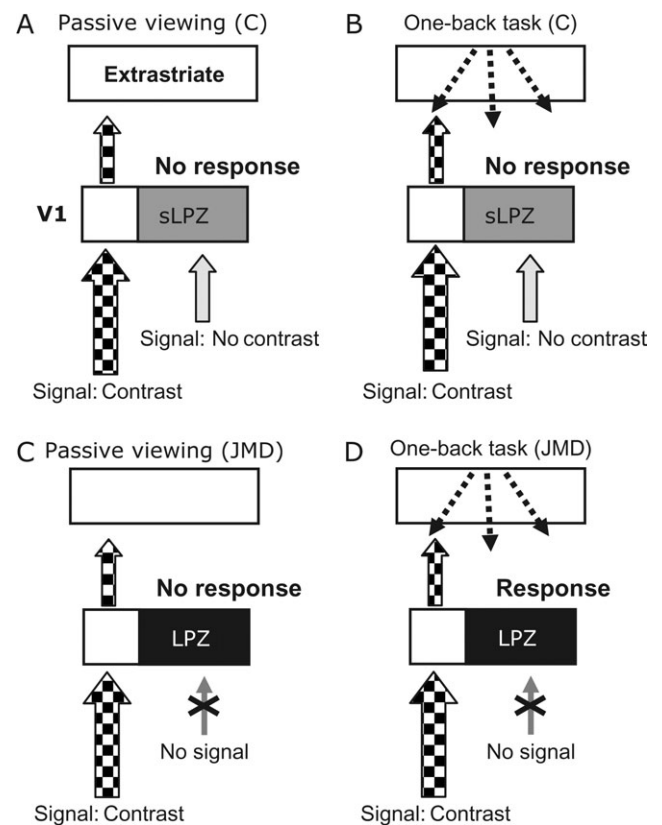 A Passive viewing (C)
Extrastriate
No response
V1
sLPZ
Signal: No contrast
Signal: Contrast
B One-back task (C)
No response
sLPZ
Signal: No contrast
Signal: Contrast
C Passive viewing (JMD)
No response
LPZ
No signal
Signal: Contrast
D One-back task (JMD)
Response
LPZ
No signal
Signal: Contrast